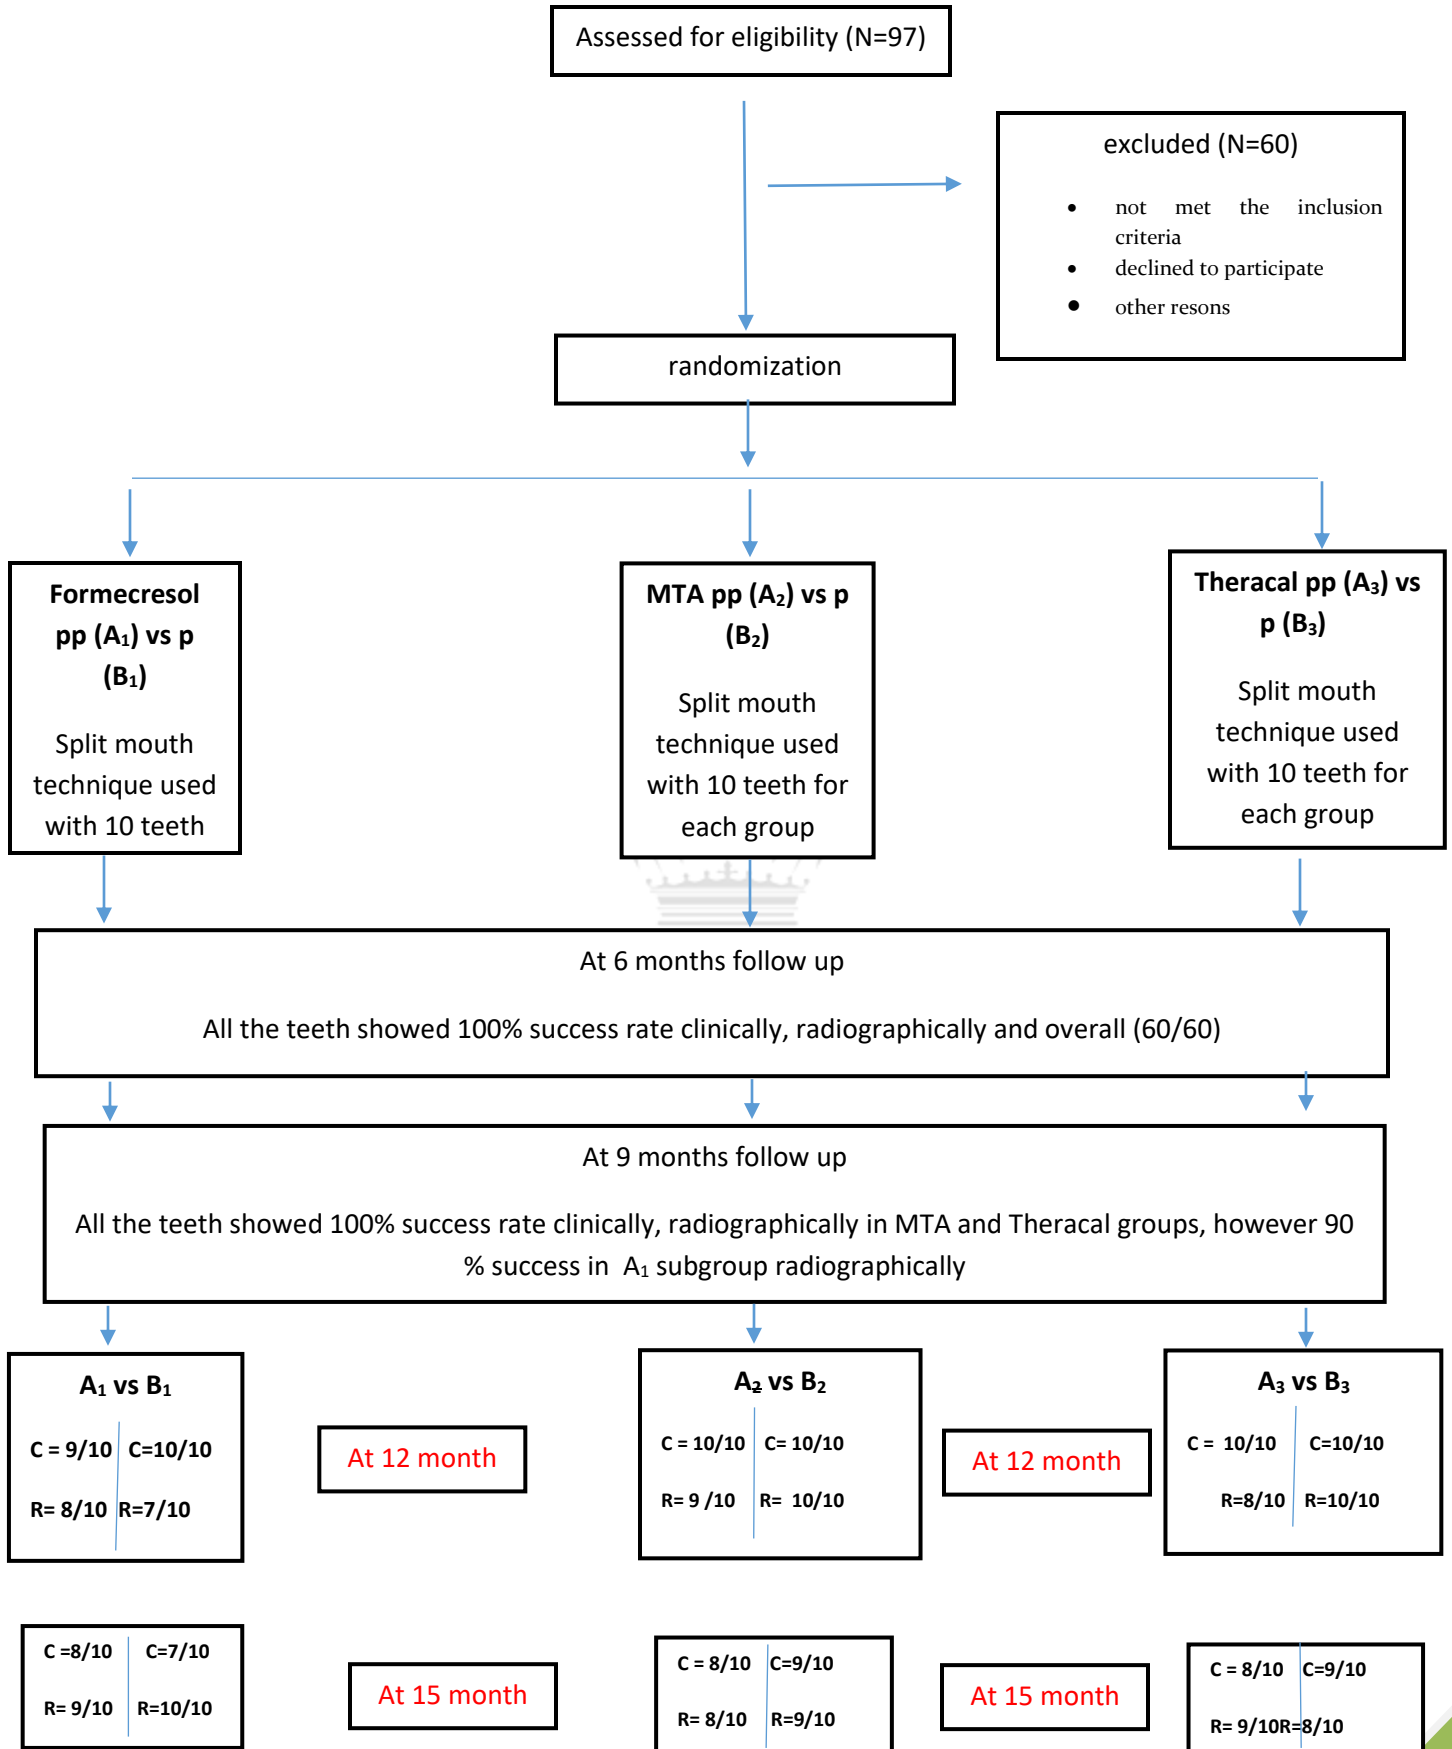 Assessed for eligibility (N=97)
excluded (N=60)
• not met the inclusion
criteria
• declined to participate
• other resons
randomization
Formecresol
pp (A₁) vs p
(B₁)
Split mouth
technique used
with 10 teeth
MTA pp (A₂) vs p
(B₂)
Split mouth
technique used
with 10 teeth for
each group
Theracal pp (A₃) vs
p (B₃)
Split mouth
technique used
with 10 teeth for
each group
At 6 months follow up
All the teeth showed 100% success rate clinically, radiographically and overall (60/60)
At 9 months follow up
All the teeth showed 100% success rate clinically, radiographically in MTA and Theracal groups, however 90
% success in A₁ subgroup radiographically
A₁ vs B₁
C = 9/10 C=10/10
R= 8/10 R=7/10
At 12 month
A₂ vs B₂
C = 10/10 C= 10/10
R= 9 /10 R= 10/10
At 12 month
A₃ vs B₃
C = 10/10 C=10/10
R=8/10 R=10/10
C =8/10 C=7/10
R= 9/10 R=10/10
At 15 month
C = 8/10 C=9/10
R= 8/10 R=9/10
At 15 month
C = 8/10 C=9/10
R= 9/10R=8/10